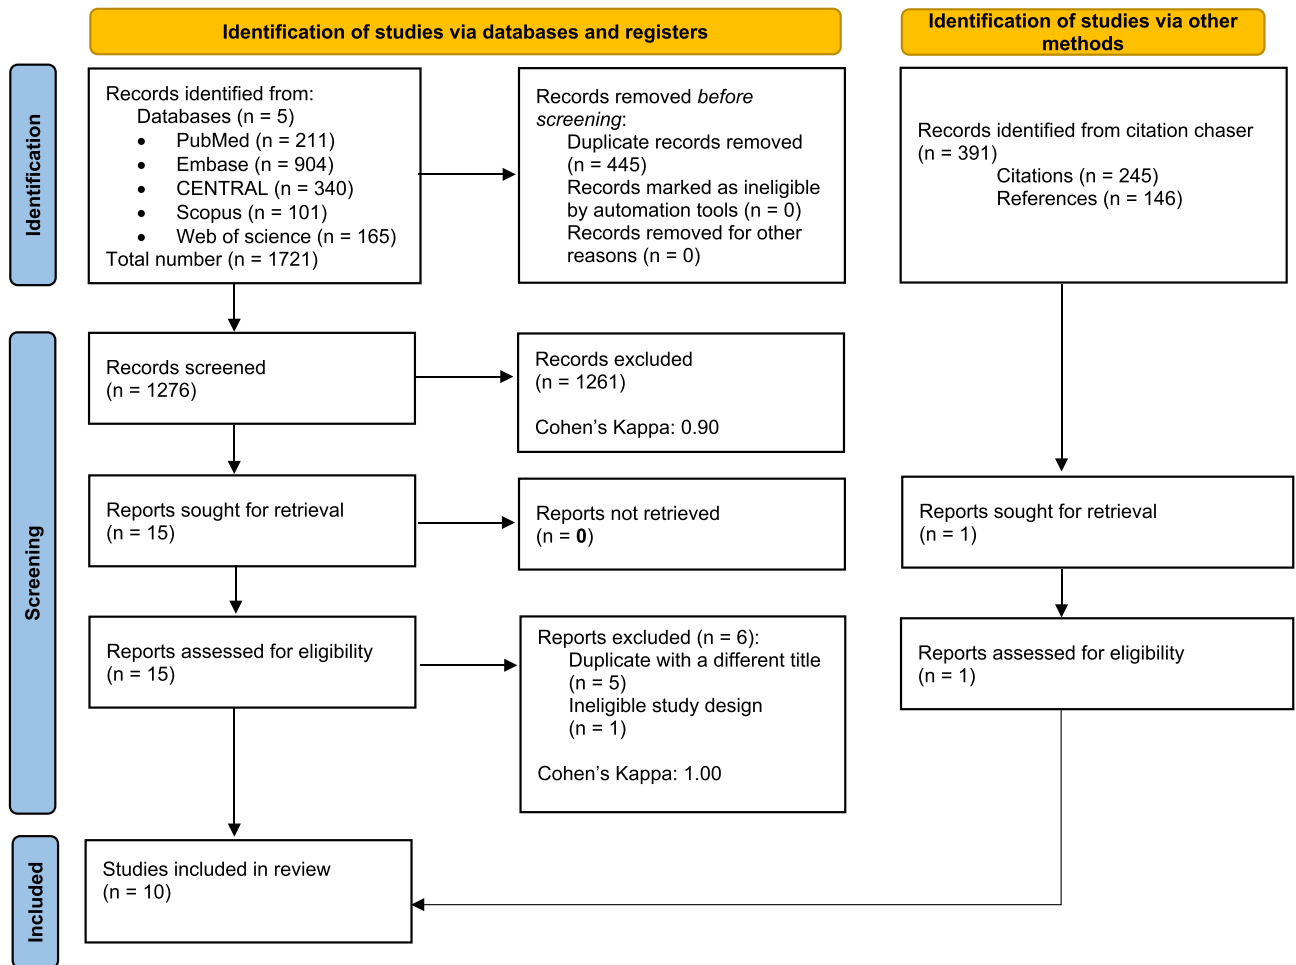 Identification of studies via databases and registers
Identification of studies via other
methods
Identification
Records identified from:
Databases (n = 5)
• PubMed (n = 211)
• Embase (n = 904)
• CENTRAL (n = 340)
• Scopus (n = 101)
• Web of science (n = 165)
Total number (n = 1721)
Records removed before
screening:
Duplicate records removed
(n = 445)
Records marked as ineligible
by automation tools (n = 0)
Records removed for other
reasons (n = 0)
Records identified from citation chaser
(n = 391)
Citations (n = 245)
References (n = 146)
Screening
Records screened
(n = 1276)
Records excluded
(n = 1261)
Cohen’s Kappa: 0.90
Reports sought for retrieval
(n = 15)
Reports not retrieved
(n = 0)
Reports sought for retrieval
(n = 1)
Reports assessed for eligibility
(n = 15)
Reports excluded (n = 6):
Duplicate with a different title
(n = 5)
Ineligible study design
(n = 1)
Cohen’s Kappa: 1.00
Reports assessed for eligibility
(n = 1)
Included
Studies included in review
(n = 10)